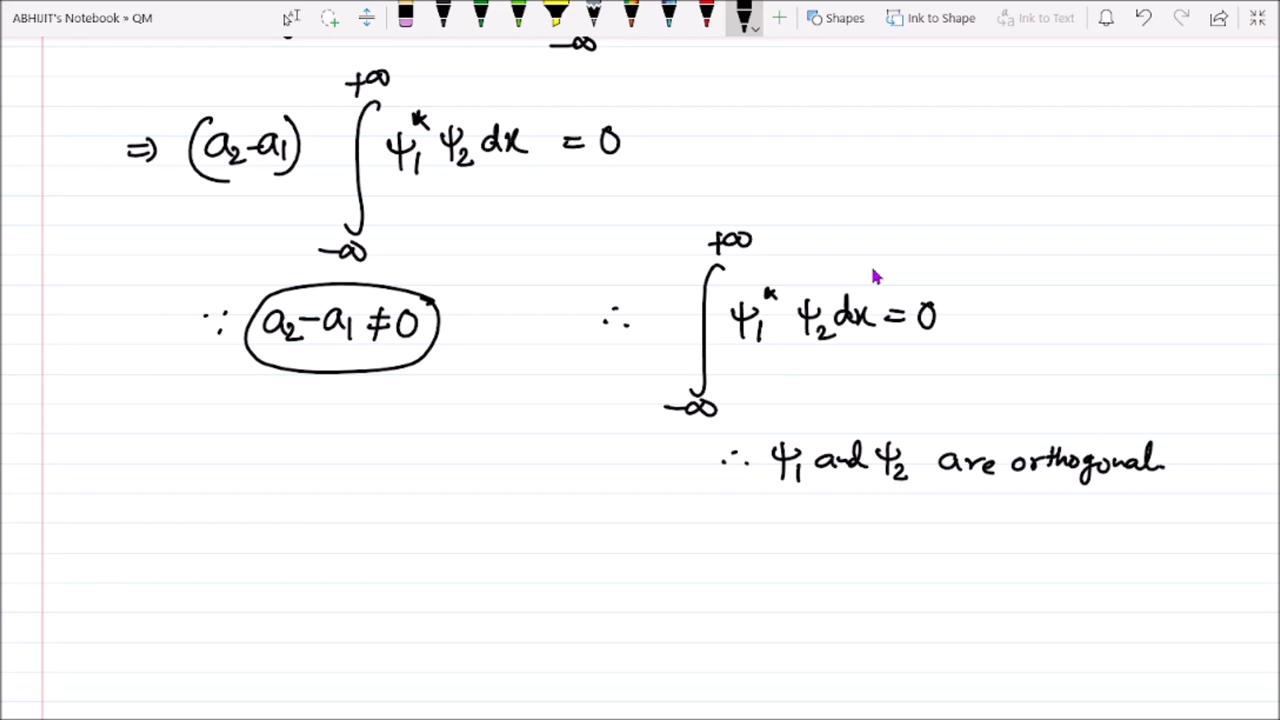 ABHIJIT's Notebook » QM
Shapes
Ink to Shape
Ink to Text
-∞
⇒ (a₂-a₁) ∫₋∞⁺∞ ψ₁* ψ₂ dx = 0
∵ a₂-a₁ ≠ 0 ∴ ∫₋∞⁺∞ ψ₁* ψ₂ dx = 0
∴ ψ₁ and ψ₂ are orthogonal.